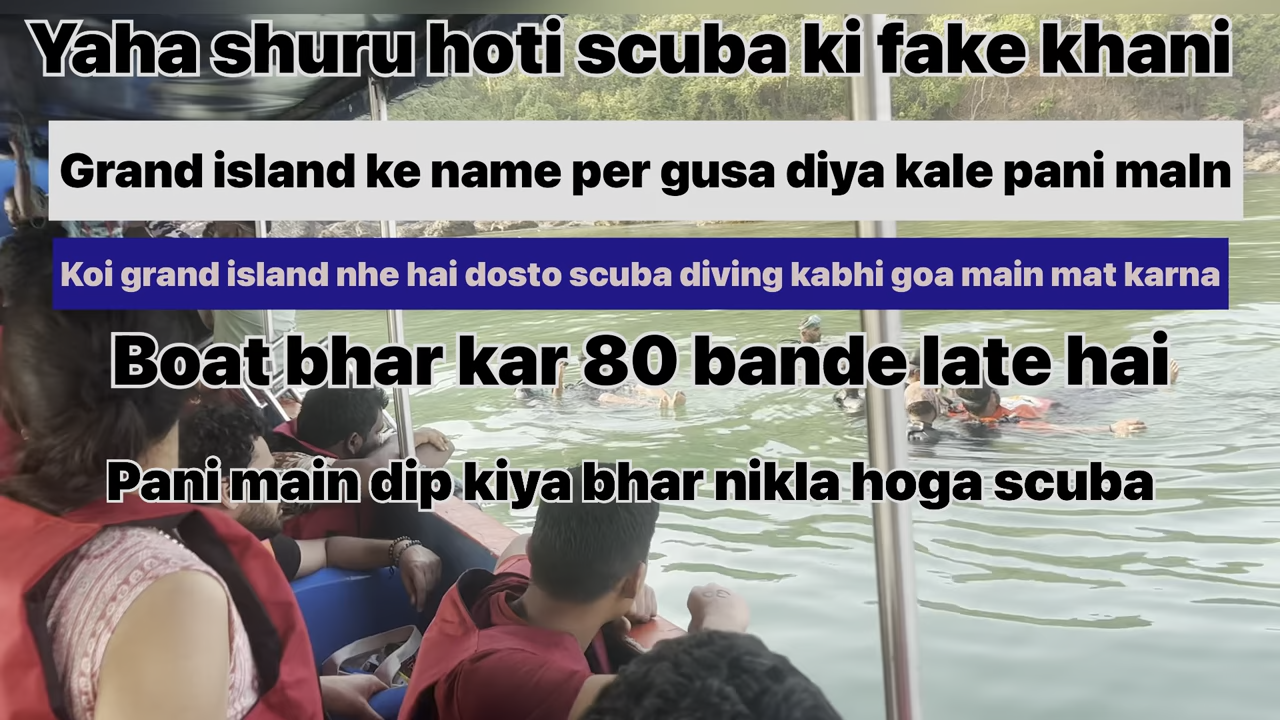 Yaha shuru hoti scuba ki fake khani
Grand island ke name per gusa diya kale pani maln
Koi grand island nhe hai dosto scuba diving kabhi goa main mat karna
Boat bhar kar 80 bande late hai
Pani main dip kiya bhar nikla hoga scuba